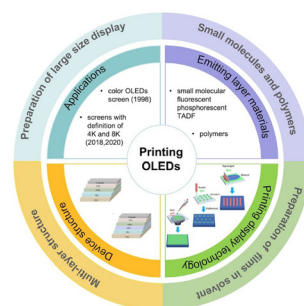 Preparation of large size display
Small molecules and polymers
Applications
Emitting layer materials
• color OLEDs
screen (1998)
• screens with
definition of
4K and 8K
(2018,2020)
• small molecular
fluorescent
phosphorescent
TADF
• polymers
Printing
OLEDs
Device structure
Printing display technology
Multi-layer structure
Preparation of films in solvent